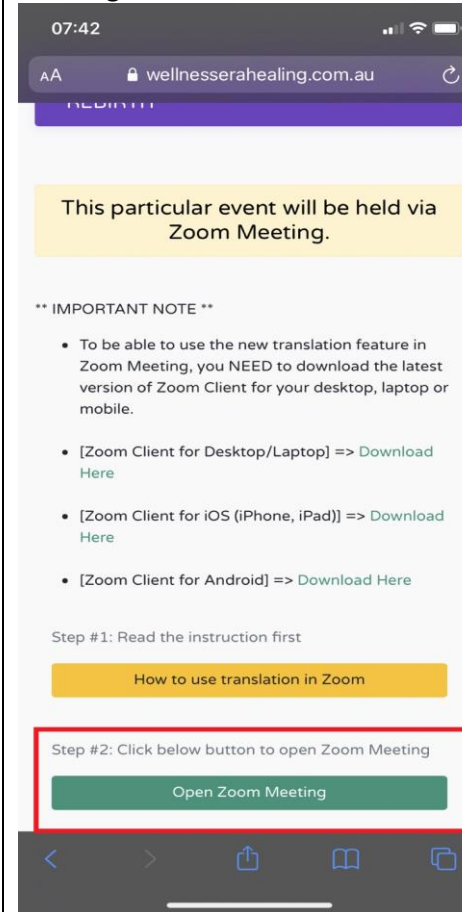 07:42
AA wellnesserahealing.com.au
REBIRTH
This particular event will be held via
Zoom Meeting.
** IMPORTANT NOTE **
• To be able to use the new translation feature in
Zoom Meeting, you NEED to download the latest
version of Zoom Client for your desktop, laptop or
mobile.
• [Zoom Client for Desktop/Laptop] => Download
Here
• [Zoom Client for iOS (iPhone, iPad)] => Download
Here
• [Zoom Client for Android] => Download Here
Step #1: Read the instruction first
How to use translation in Zoom
Step #2: Click below button to open Zoom Meeting
Open Zoom Meeting